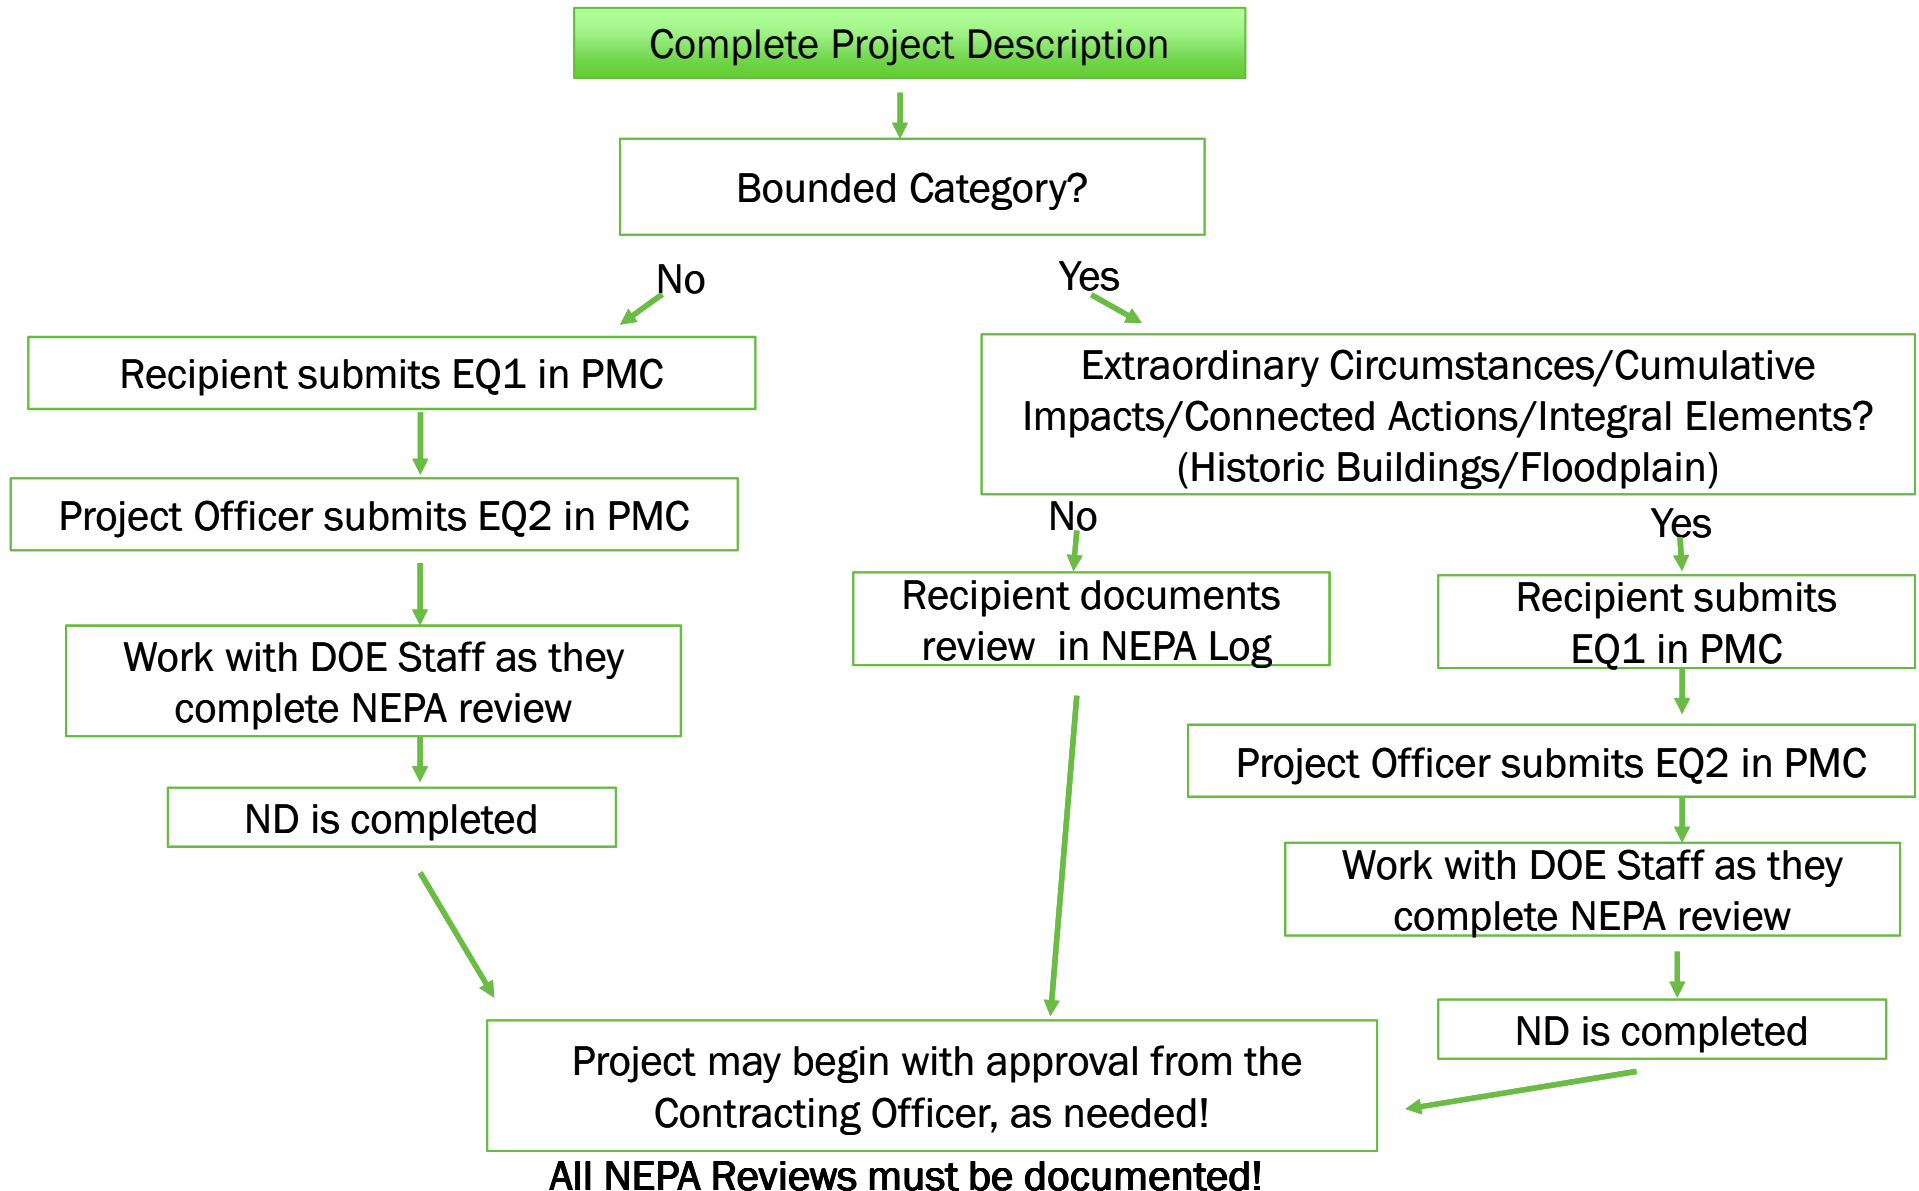 Complete Project Description
Bounded Category?
No
Yes
Recipient submits EQ1 in PMC
Extraordinary Circumstances/Cumulative
Impacts/Connected Actions/Integral Elements?
(Historic Buildings/Floodplain)
Project Officer submits EQ2 in PMC
No
Yes
Recipient documents
review in NEPA Log
Recipient submits
EQ1 in PMC
Work with DOE Staff as they
complete NEPA review
Project Officer submits EQ2 in PMC
ND is completed
Work with DOE Staff as they
complete NEPA review
ND is completed
Project may begin with approval from the
Contracting Officer, as needed!
All NEPA Reviews must be documented!